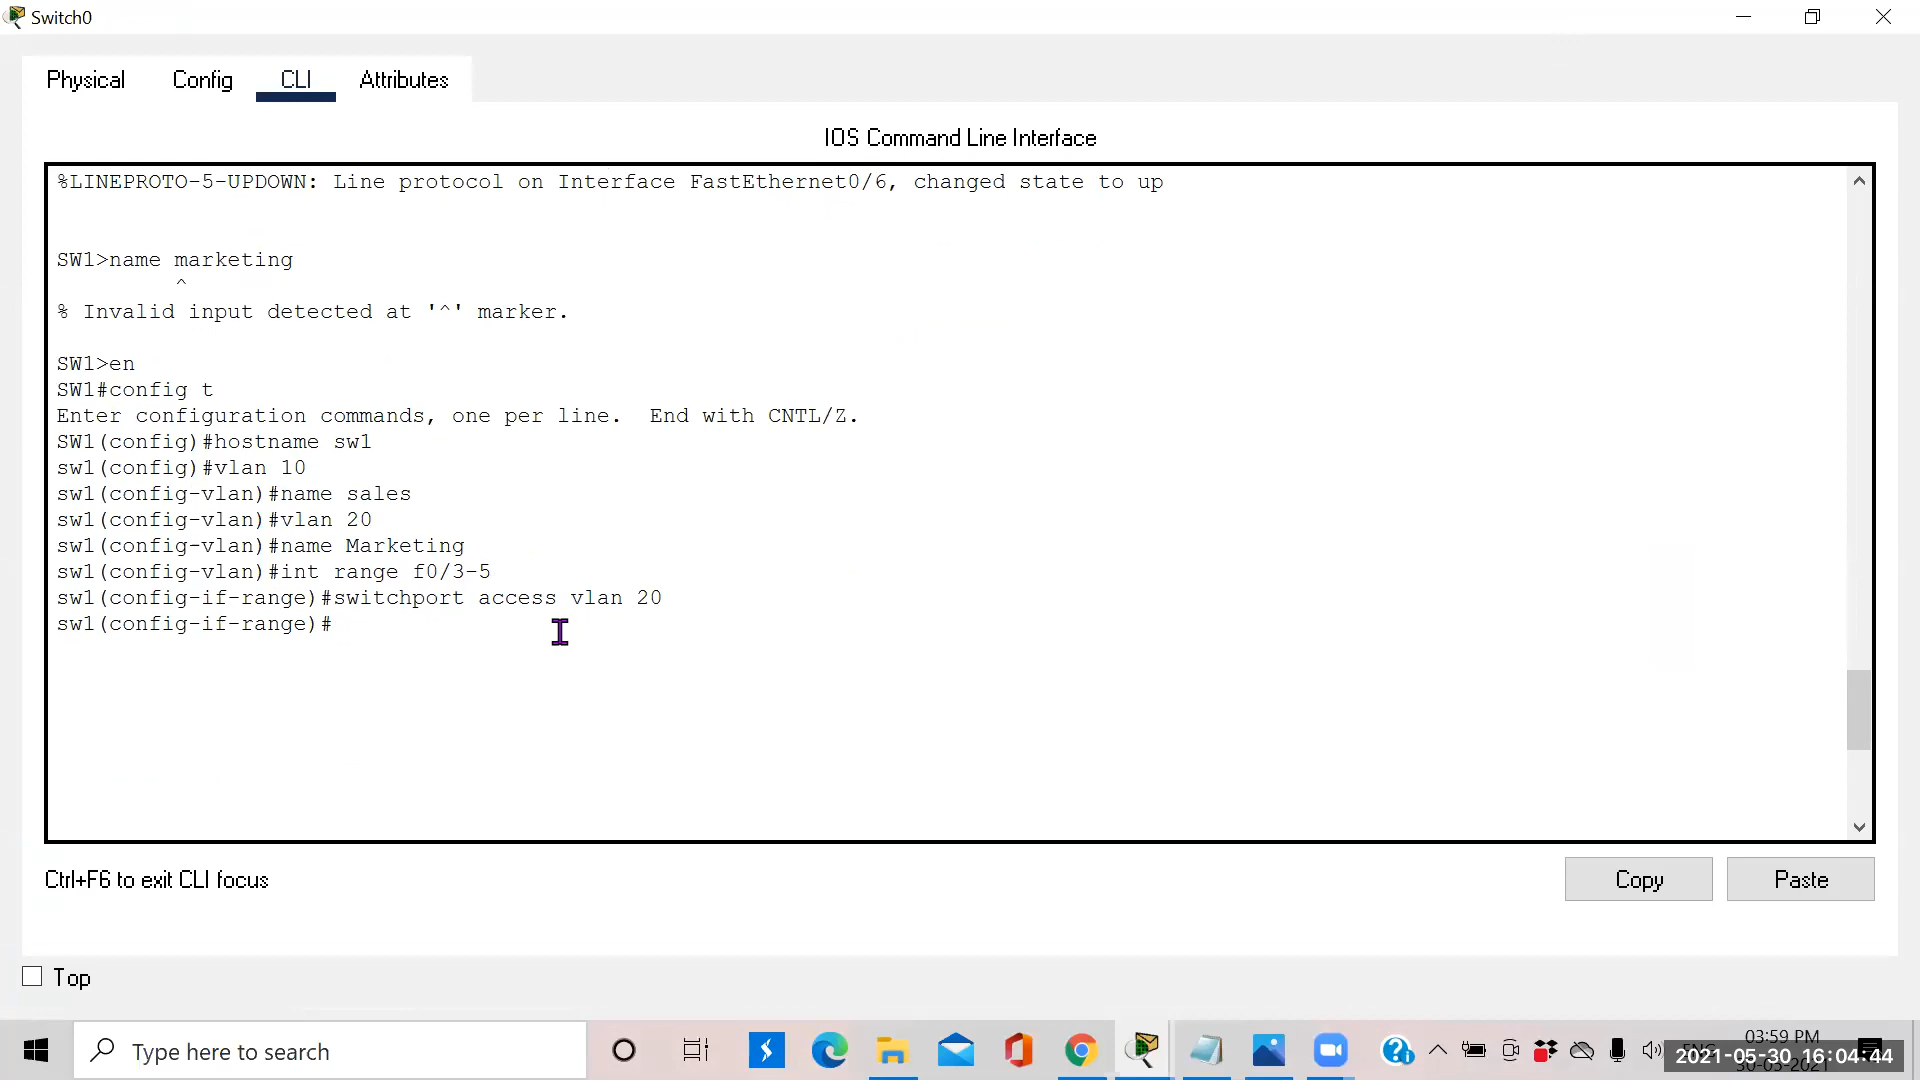 Switch0
Physical Config CLI Attributes
IOS Command Line Interface
%LINEPROTO-5-UPDOWN: Line protocol on Interface FastEthernet0/6, changed state to up
SW1>name marketing
^
% Invalid input detected at '^' marker.
SW1>en
SW1#config t
Enter configuration commands, one per line.  End with CNTL/Z.
SW1(config)#hostname sw1
sw1(config)#vlan 10
sw1(config-vlan)#name sales
sw1(config-vlan)#vlan 20
sw1(config-vlan)#name Marketing
sw1(config-vlan)#int range f0/3-5
sw1(config-if-range)#switchport access vlan 20
sw1(config-if-range)#
Ctrl+F6 to exit CLI focus
Copy Paste
Top
Type here to search
03:59 PM
2021-05-30 16:04:44